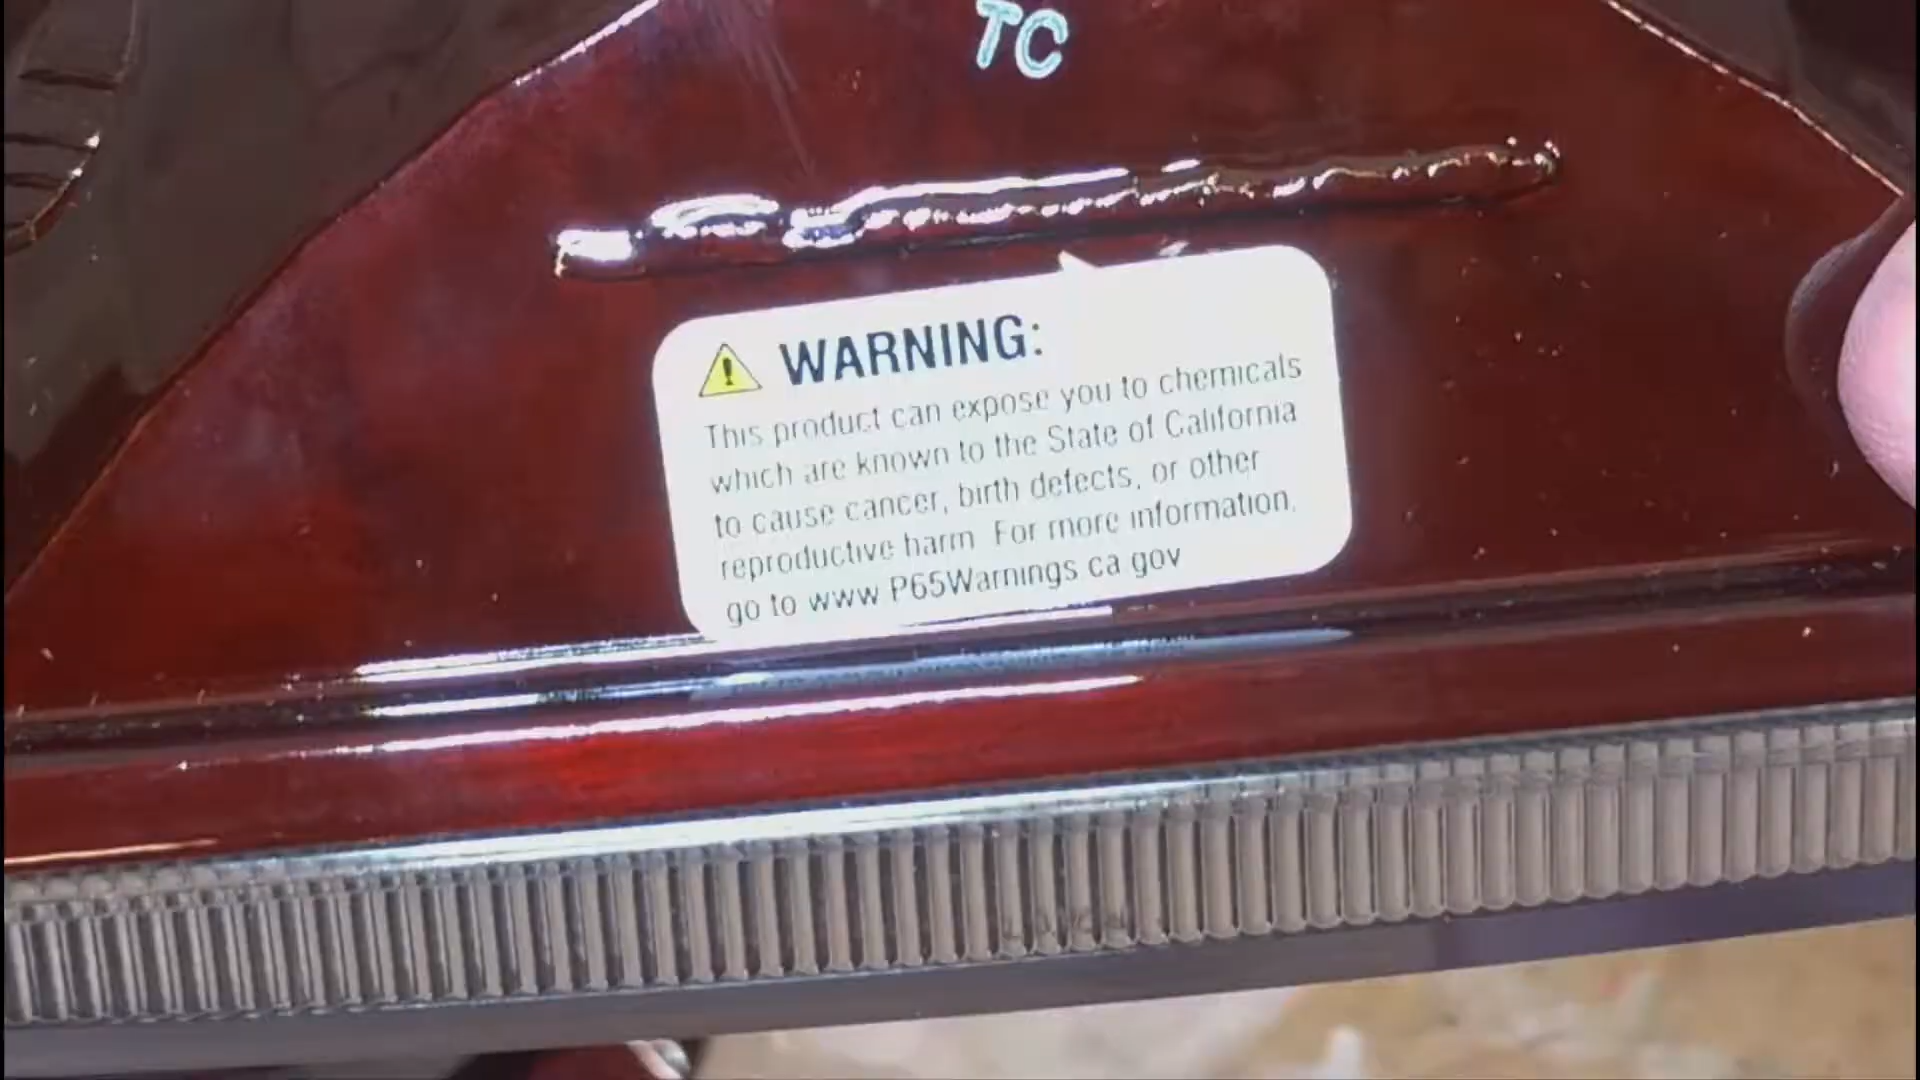 TC
WARNING:
This product can expose you to chemicals
which are known to the State of California
to cause cancer, birth defects, or other
reproductive harm. For more information,
go to www.P65Warnings.ca.gov